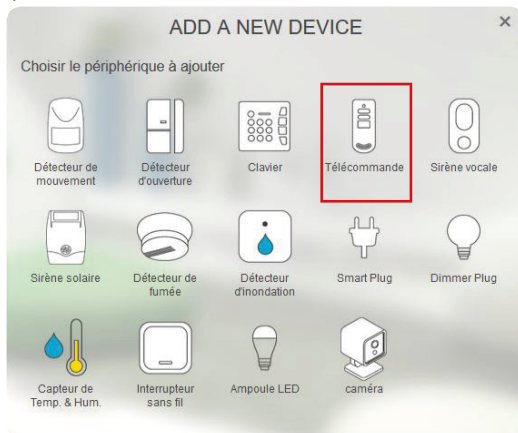 ADD A NEW DEVICE
×
Choisir le périphérique à ajouter
Détecteur de
mouvement
Détecteur
d'ouverture
Clavier
Télécommande
Sirène vocale
Sirène solaire
Détecteur de
fumée
Détecteur
d'inondation
Smart Plug
Dimmer Plug
Capteur de
Temp. & Hum.
Interrupteur
sans fil
Ampoule LED
caméra